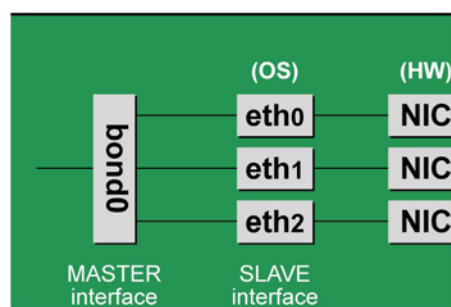 (OS) (HW)
bond0
eth0 NIC
eth1 NIC
eth2 NIC
MASTER SLAVE
interface interface